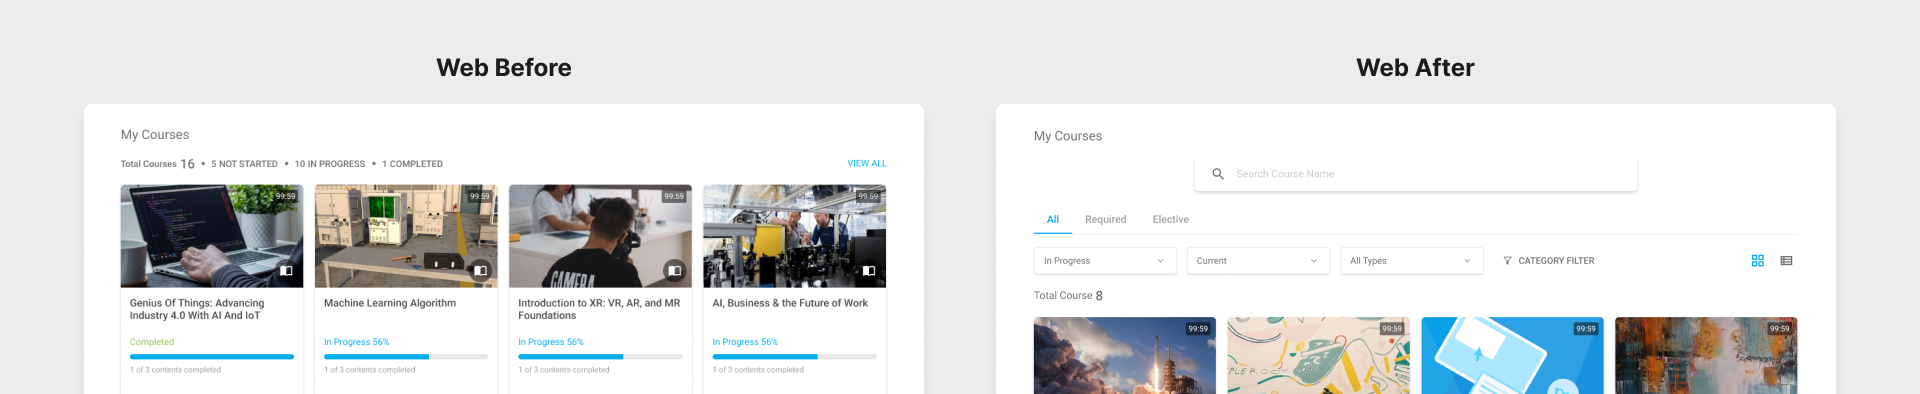 Web Before
My Courses
Total Courses 16 • 5 NOT STARTED • 10 IN PROGRESS • 1 COMPLETED
VIEW ALL
99:59
99:59
99:59
99:59
CAMERA
Genius Of Things: Advancing
Industry 4.0 With AI And IoT
Completed
1 of 3 contents completed
Machine Learning Algorithm
In Progress 56%
1 of 3 contents completed
Introduction to XR: VR, AR, and MR
Foundations
In Progress 56%
1 of 3 contents completed
AI, Business & the Future of Work
In Progress 56%
1 of 3 contents completed
Web After
My Courses
Search Course Name
All
Required
Elective
In Progress
Current
All Types
CATEGORY FILTER
Total Course 8
99:59
99:59
99:59
99:59